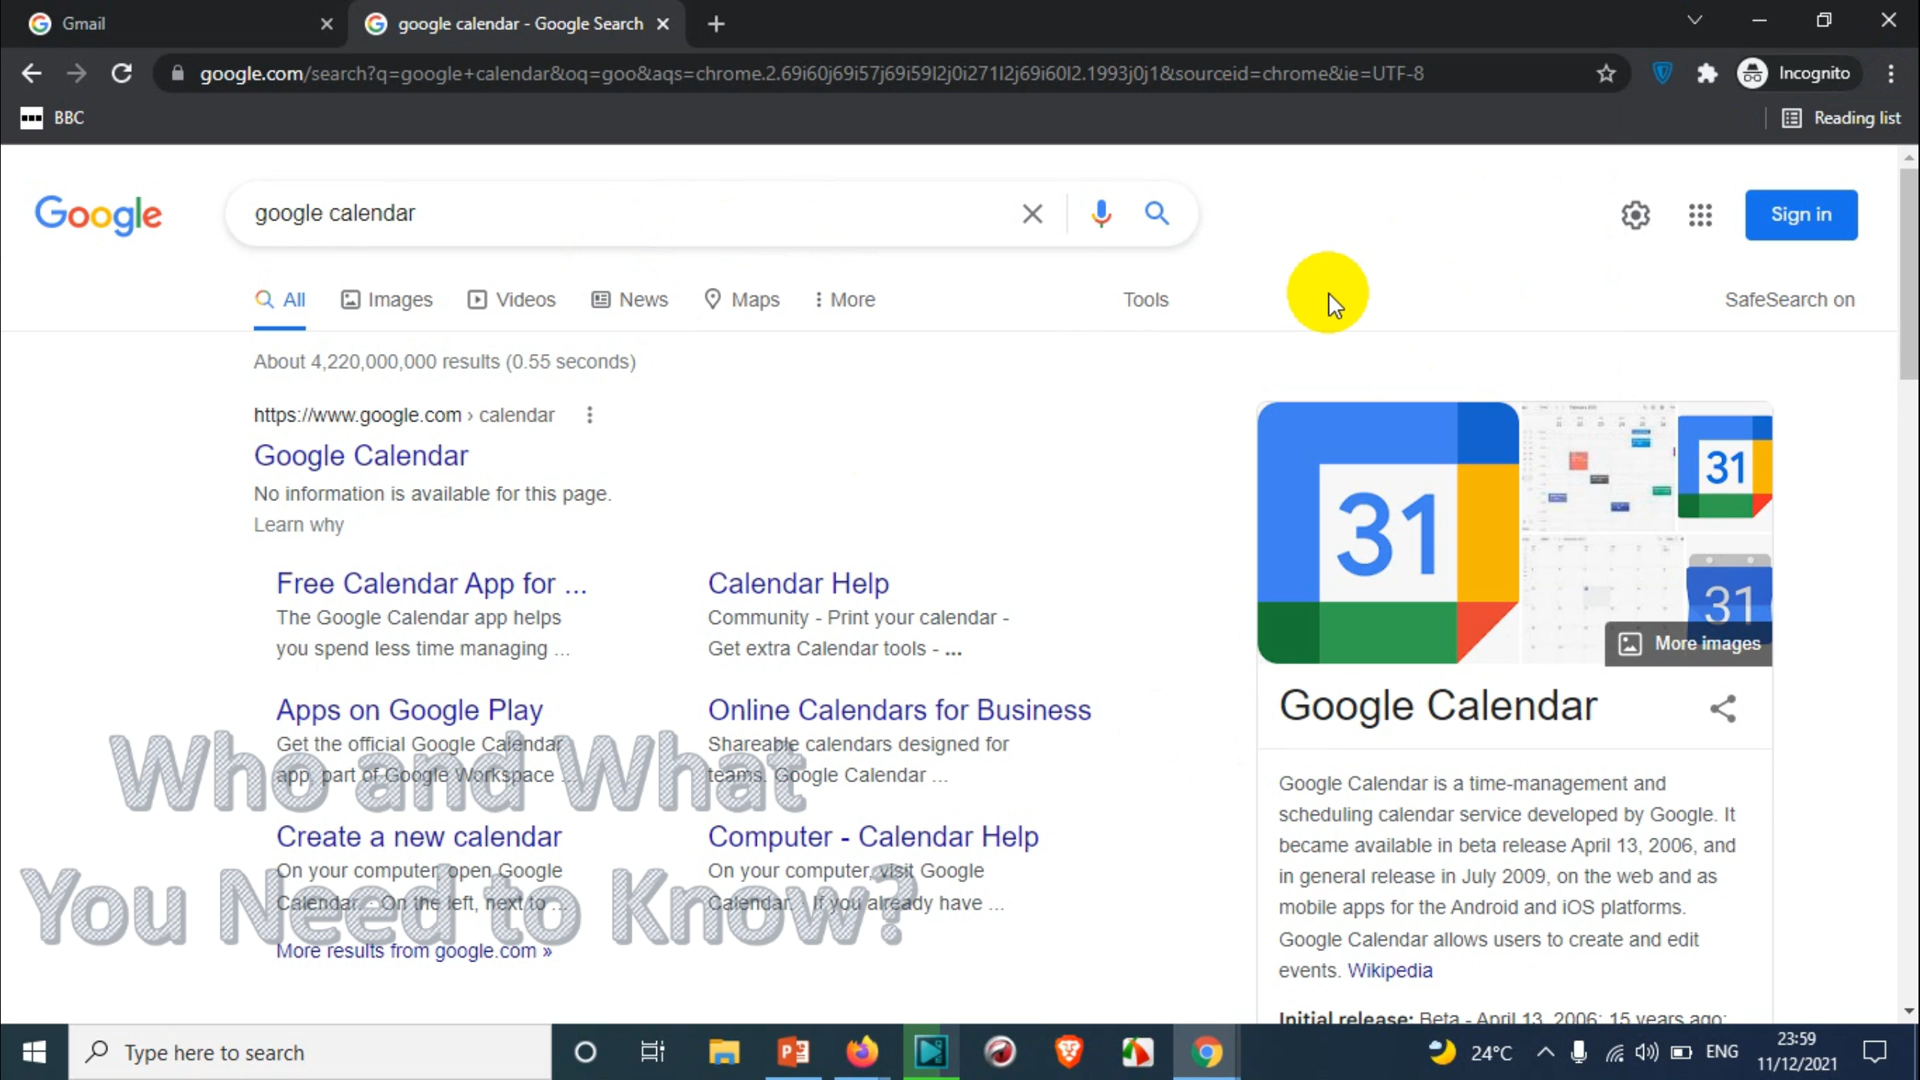 Gmail
google calendar - Google Search
google.com/search?q=google+calendar&oq=goo&aqs=chrome.2.69i60j69i57j69i59l2j0i271l2j69i60l2.1993j0j1&sourceid=chrome&ie=UTF-8
Incognito
BBC
Reading list
Google
google calendar
Sign in
All
Images
Videos
News
Maps
More
Tools
SafeSearch on
About 4,220,000,000 results (0.55 seconds)
https://www.google.com › calendar
Google Calendar
No information is available for this page.
Learn why
Free Calendar App for ...
The Google Calendar app helps
you spend less time managing ...
Calendar Help
Community - Print your calendar -
Get extra Calendar tools - ...
Apps on Google Play
Get the official Google Calendar
app, part of Google Workspace ...
Online Calendars for Business
Shareable calendars designed for
teams. Google Calendar ...
Create a new calendar
On your computer, open Google
Calendar. · On the left, next to ...
Computer - Calendar Help
On your computer, visit Google
Calendar. · If you already have ...
More results from google.com »
Who and What
You Need to Know?
31
31
31
More images
Google Calendar
Google Calendar is a time-management and
scheduling calendar service developed by Google. It
became available in beta release April 13, 2006, and
in general release in July 2009, on the web and as
mobile apps for the Android and iOS platforms.
Google Calendar allows users to create and edit
events. Wikipedia
Initial release: Beta - April 13, 2006; 15 years ago;
Type here to search
24°C
ENG
23:59
11/12/2021